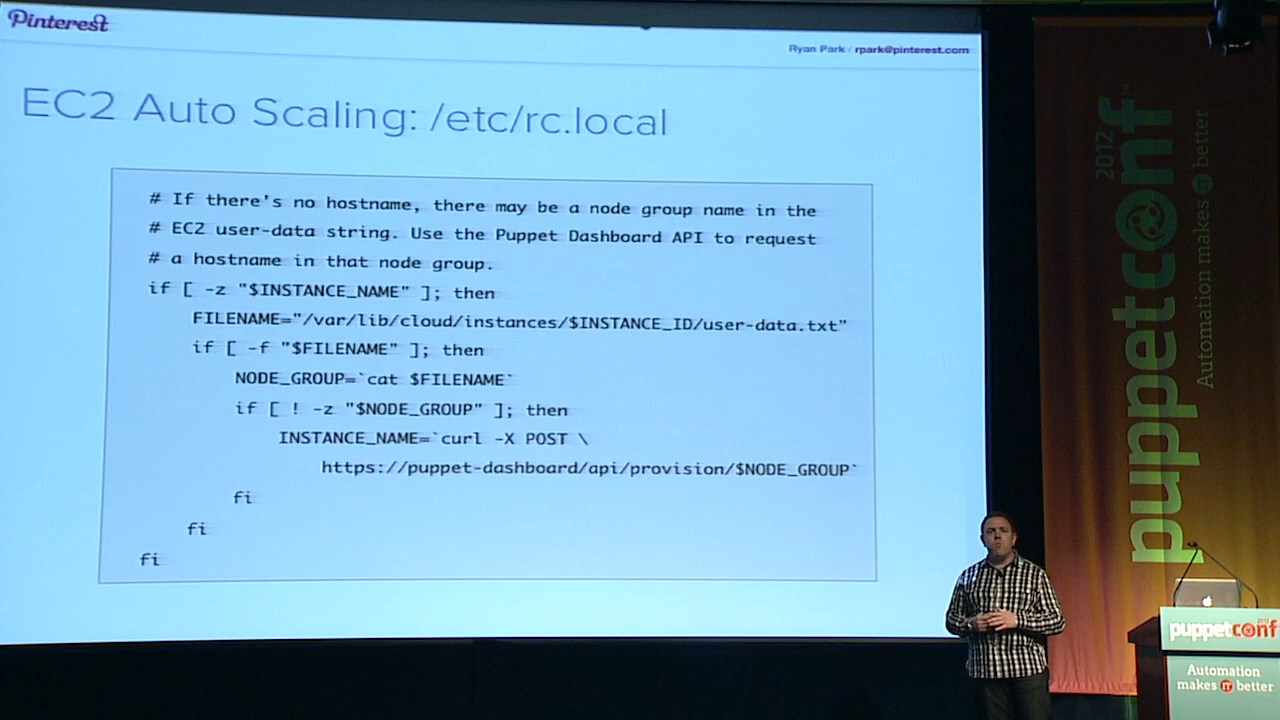 Pinterest
Ryan Park / rpark@pinterest.com
EC2 Auto Scaling: /etc/rc.local
# If there's no hostname, there may be a node group name in the
# EC2 user-data string. Use the Puppet Dashboard API to request
# a hostname in that node group.
if [ -z "$INSTANCE_NAME" ]; then
FILENAME="/var/lib/cloud/instances/$INSTANCE_ID/user-data.txt"
if [ -f "$FILENAME" ]; then
NODE_GROUP=`cat $FILENAME`
if [ ! -z "$NODE_GROUP" ]; then
INSTANCE_NAME=`curl -X POST \
https://puppet-dashboard/api/provision/$NODE_GROUP`
fi
fi
fi
puppetconf™
2012
Automation makes IT better
puppetconf
2012
Automation
makes IT better